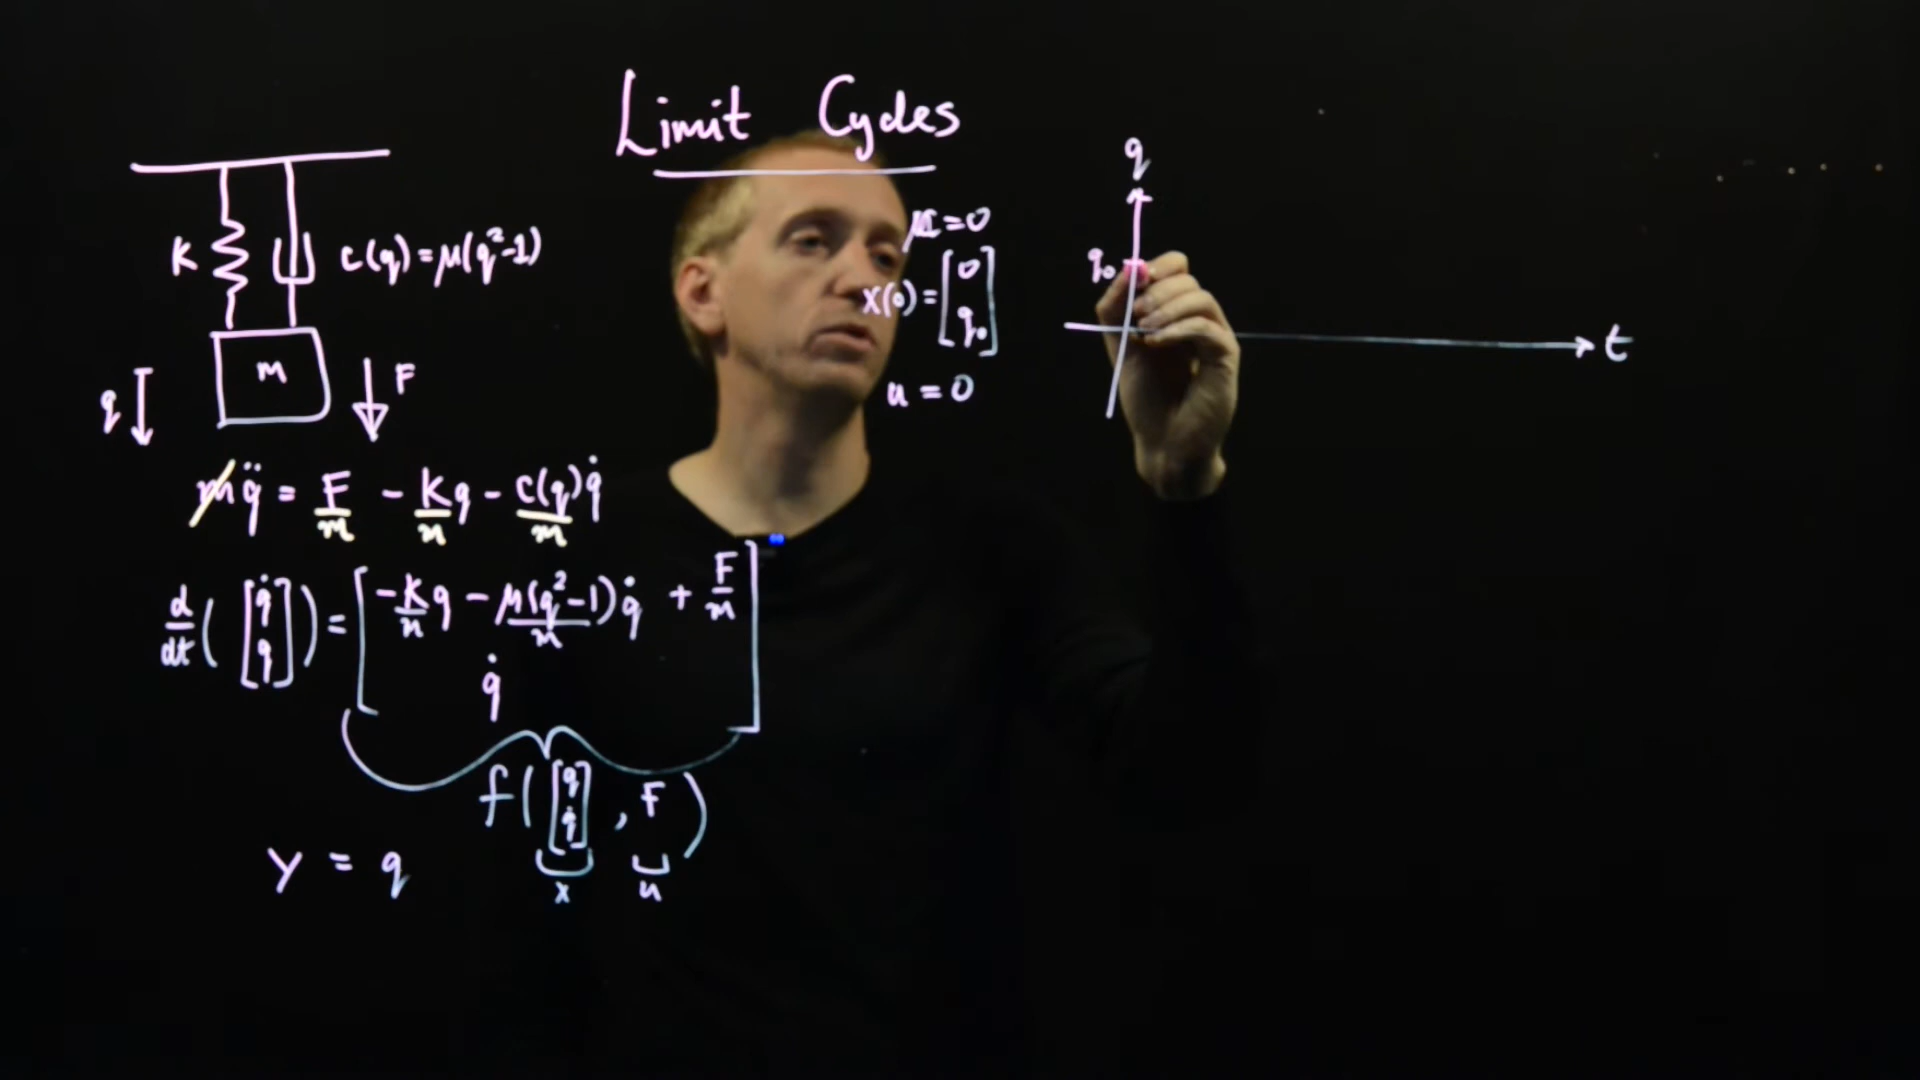 Limit Cycles
K
c(q)=μ(q²-1)
m
q
F
mq̈ = F/m - K/m q - c(q)/m q̇
d/dt ([q̇ q]) = [-K/m q - μ(q²-1)/m q̇ + F/m
q̇]
f([q q̇], F)
x u
y = q
μ=0
x(0)=[0
q₀]
u = 0
q
q₀
t